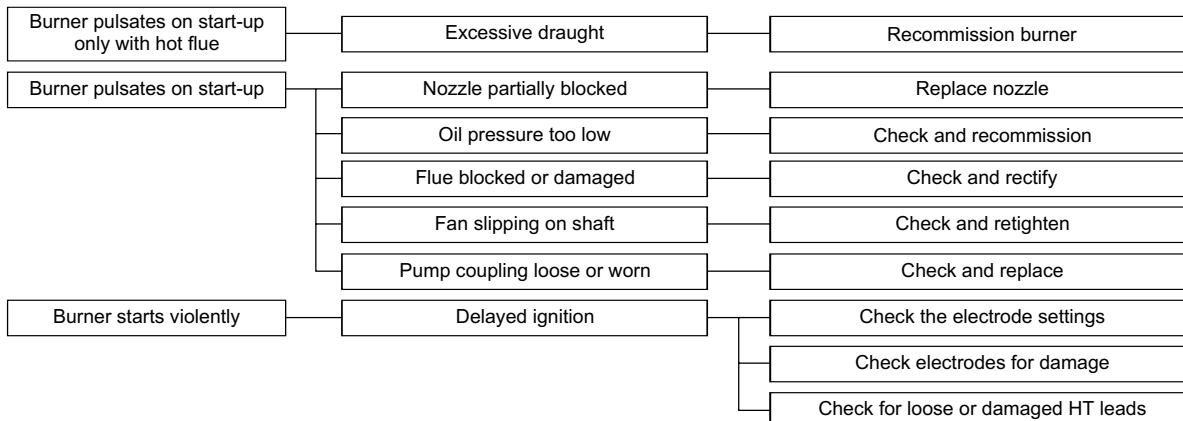 Burner pulsates on start-up
only with hot flue
Excessive draught
Recommission burner
Burner pulsates on start-up
Nozzle partially blocked
Replace nozzle
Oil pressure too low
Check and recommission
Flue blocked or damaged
Check and rectify
Fan slipping on shaft
Check and retighten
Pump coupling loose or worn
Check and replace
Burner starts violently
Delayed ignition
Check the electrode settings
Check electrodes for damage
Check for loose or damaged HT leads